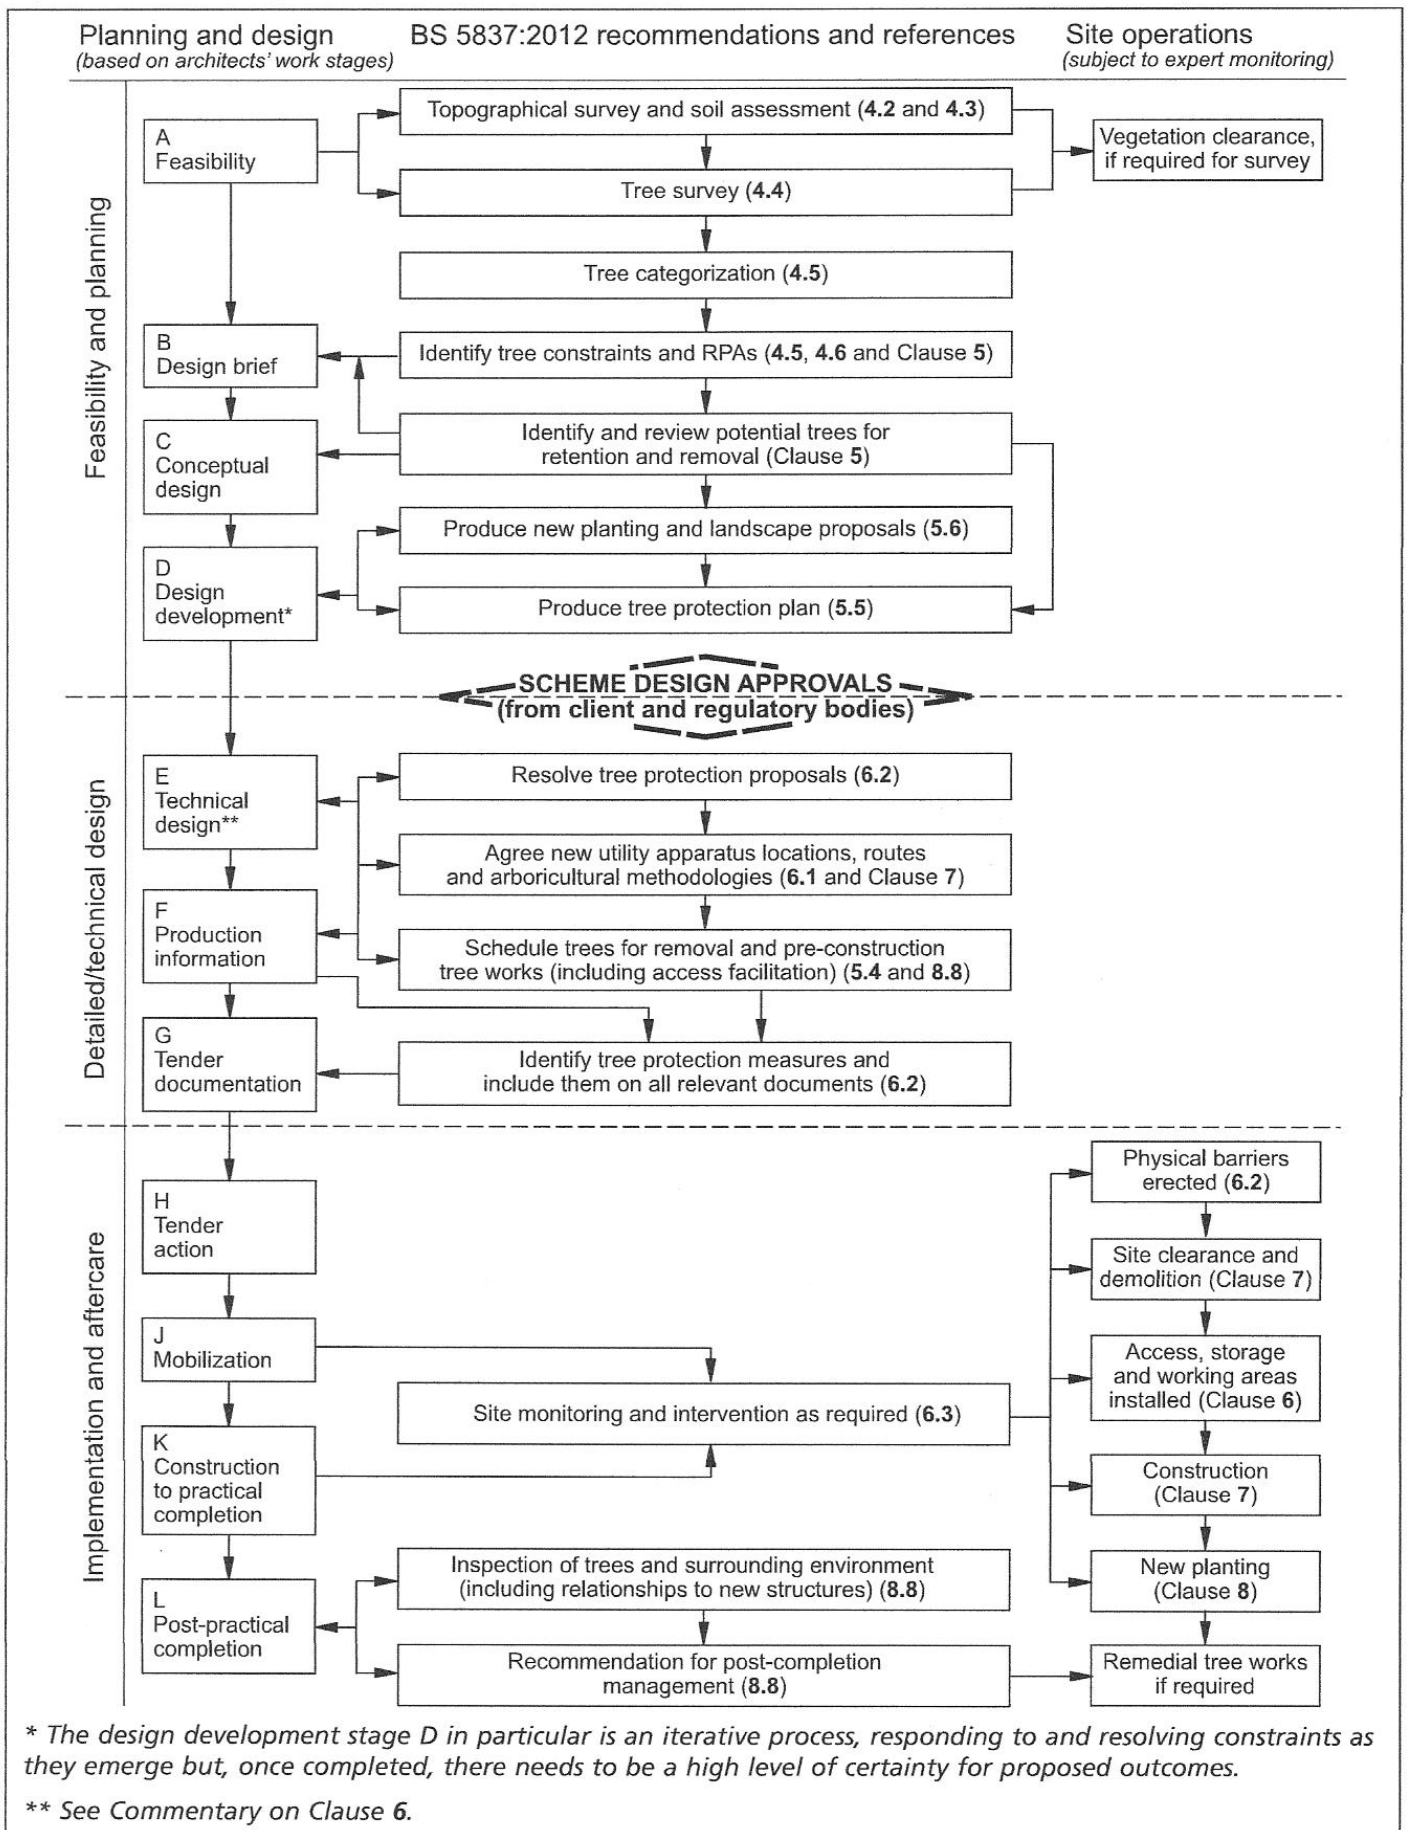 Planning and design
(based on architects' work stages)
BS 5837:2012 recommendations and references
Site operations
(subject to expert monitoring)
Feasibility and planning
A
Feasibility
Topographical survey and soil assessment (4.2 and 4.3)
Vegetation clearance,
if required for survey
Tree survey (4.4)
Tree categorization (4.5)
B
Design brief
Identify tree constraints and RPAs (4.5, 4.6 and Clause 5)
C
Conceptual
design
Identify and review potential trees for
retention and removal (Clause 5)
Produce new planting and landscape proposals (5.6)
D
Design
development*
Produce tree protection plan (5.5)
SCHEME DESIGN APPROVALS
(from client and regulatory bodies)
Detailed/technical design
E
Technical
design**
Resolve tree protection proposals (6.2)
Agree new utility apparatus locations, routes
and arboricultural methodologies (6.1 and Clause 7)
F
Production
information
Schedule trees for removal and pre-construction
tree works (including access facilitation) (5.4 and 8.8)
G
Tender
documentation
Identify tree protection measures and
include them on all relevant documents (6.2)
Implementation and aftercare
H
Tender
action
Physical barriers
erected (6.2)
Site clearance and
demolition (Clause 7)
J
Mobilization
Access, storage
and working areas
installed (Clause 6)
Site monitoring and intervention as required (6.3)
K
Construction
to practical
completion
Construction
(Clause 7)
L
Post-practical
completion
Inspection of trees and surrounding environment
(including relationships to new structures) (8.8)
New planting
(Clause 8)
Recommendation for post-completion
management (8.8)
Remedial tree works
if required
* The design development stage D in particular is an iterative process, responding to and resolving constraints as
they emerge but, once completed, there needs to be a high level of certainty for proposed outcomes.
** See Commentary on Clause 6.